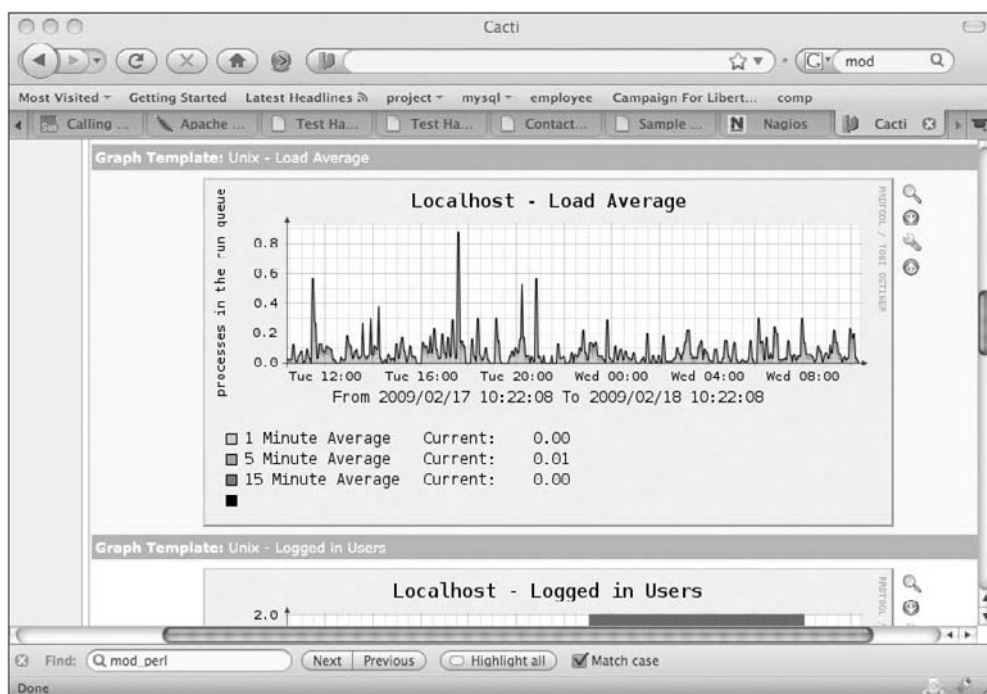 Cacti
mod
Most Visited Getting Started Latest Headlines project mysql employee Campaign For Libert... comp
Calling ... Apache ... Test Ha... Test Ha... Contact... Sample ... Nagios Cacti
Graph Template: Unix - Load Average
Localhost - Load Average
processes in the run queue
RRDTOOL / TOBI OETIKER
0.8
0.6
0.4
0.2
0.0
Tue 12:00 Tue 16:00 Tue 20:00 Wed 00:00 Wed 04:00 Wed 08:00
From 2009/02/17 10:22:08 To 2009/02/18 10:22:08
1 Minute Average Current: 0.00
5 Minute Average Current: 0.01
15 Minute Average Current: 0.00
Graph Template: Unix - Logged in Users
Localhost - Logged in Users
2.0
Find: mod_perl Next Previous Highlight all Match case
Done